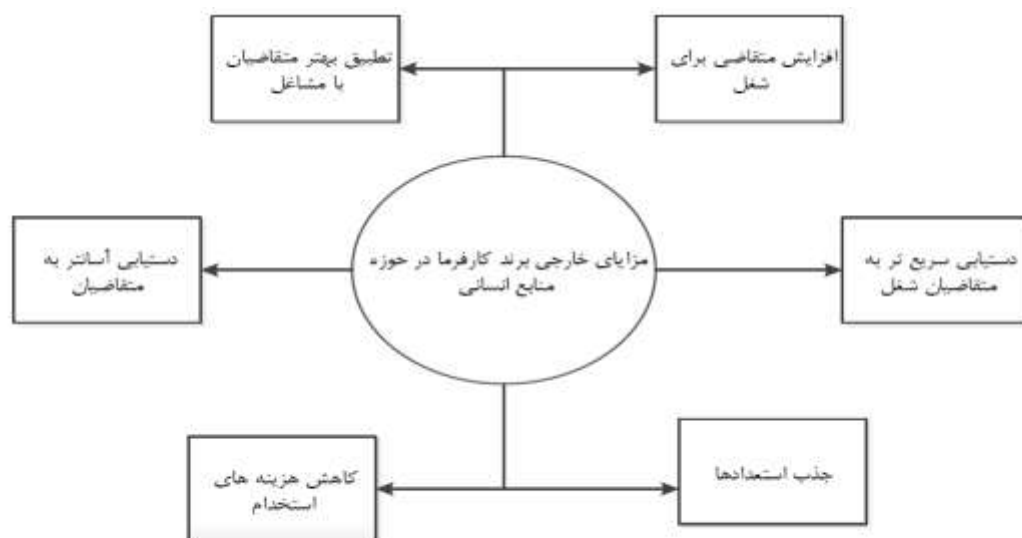 افزایش متقاضی برای
شغل
تطبیق بهتر متقاضیان
با مشاغل
دستیابی سریع تر به
متقاضیان شغل
مزایای خارجی برند کارفرما در حوزه
منابع انسانی
دستیابی آسانتر به
متقاضیان
جذب استعدادها
کاهش هزینه های
استخدام